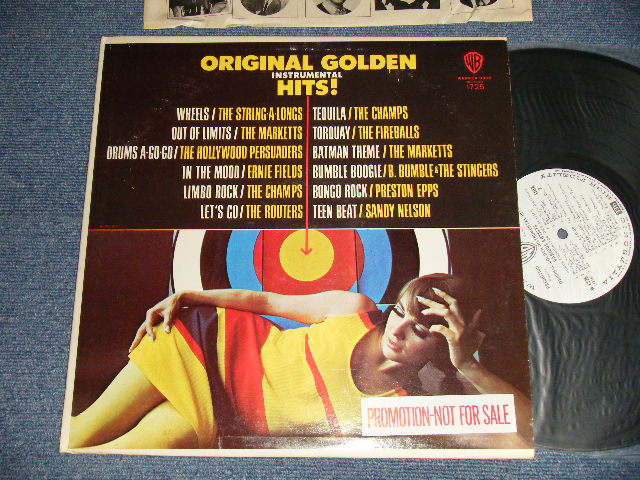 ORIGINAL GOLDEN
INSTRUMENTAL
HITS!
WB
WARNER BROS
1725
WHEELS / THE STRING-A-LONGS
OUT OF LIMITS / THE MARKETTS
DRUMS A-GO-GO / THE HOLLYWOOD PERSUADERS
IN THE MOOD / ERNIE FIELDS
LIMBO ROCK / THE CHAMPS
LET'S GO / THE ROUTERS
TEQUILA / THE CHAMPS
TORQUAY / THE FIREBALLS
BATMAN THEME / THE MARKETTS
BUMBLE BOOGIE / B. BUMBLE & THE STINGERS
BONGO ROCK / PRESTON EPPS
TEEN BEAT / SANDY NELSON
PROMOTION-NOT FOR SALE